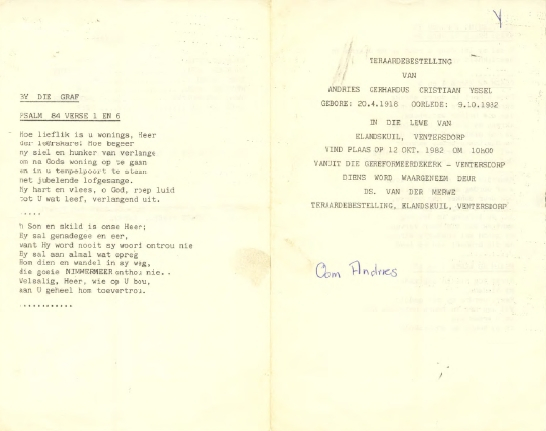 BY DIE GRAF
PSALM 84 VERSE 1 EN 6
Hoe lieflik is u wonings, Heer
der leërskare! Hoe begeer
my siel en hunker van verlange
om na Gods woning op te gaan
en in u tempelpoort te staan
met jubelende lofgesange.
My hart en vlees, o God, roep luid
tot U wat leef, verlangend uit.
.....
'n Son en skild is onse Heer;
Hy sal genadegee en eer,
want Hy word nooit sy woord ontrou nie
Hy sal aan almal wat opreg
Hom dien en wandel in sy weg,
die goeie NIMMERMEER onthou nie..
Welsalig, Heer, wie op U bou,
aan U geheel hom toevertrou.
............
TERAARDEBESTELLING
VAN
ANDRIES GERHARDUS CRISTIAAN YSSEL
GEBORE: 20.4.1918 OORLEDE: 9.10.1982
IN DIE LEWE VAN
ELANDSKUIL, VENTERSDORP
VIND PLAAS OP 12 OKT. 1982 OM 10h00
VANUIT DIE GEREFORMEERDEKERK - VENTERSDORP
DIENS WORD WAARGENEEM DEUR
DS. VAN DER MERWE
TERAARDEBESTELLING, ELANDSKUIL, VENTERSDORP
Oom Andries